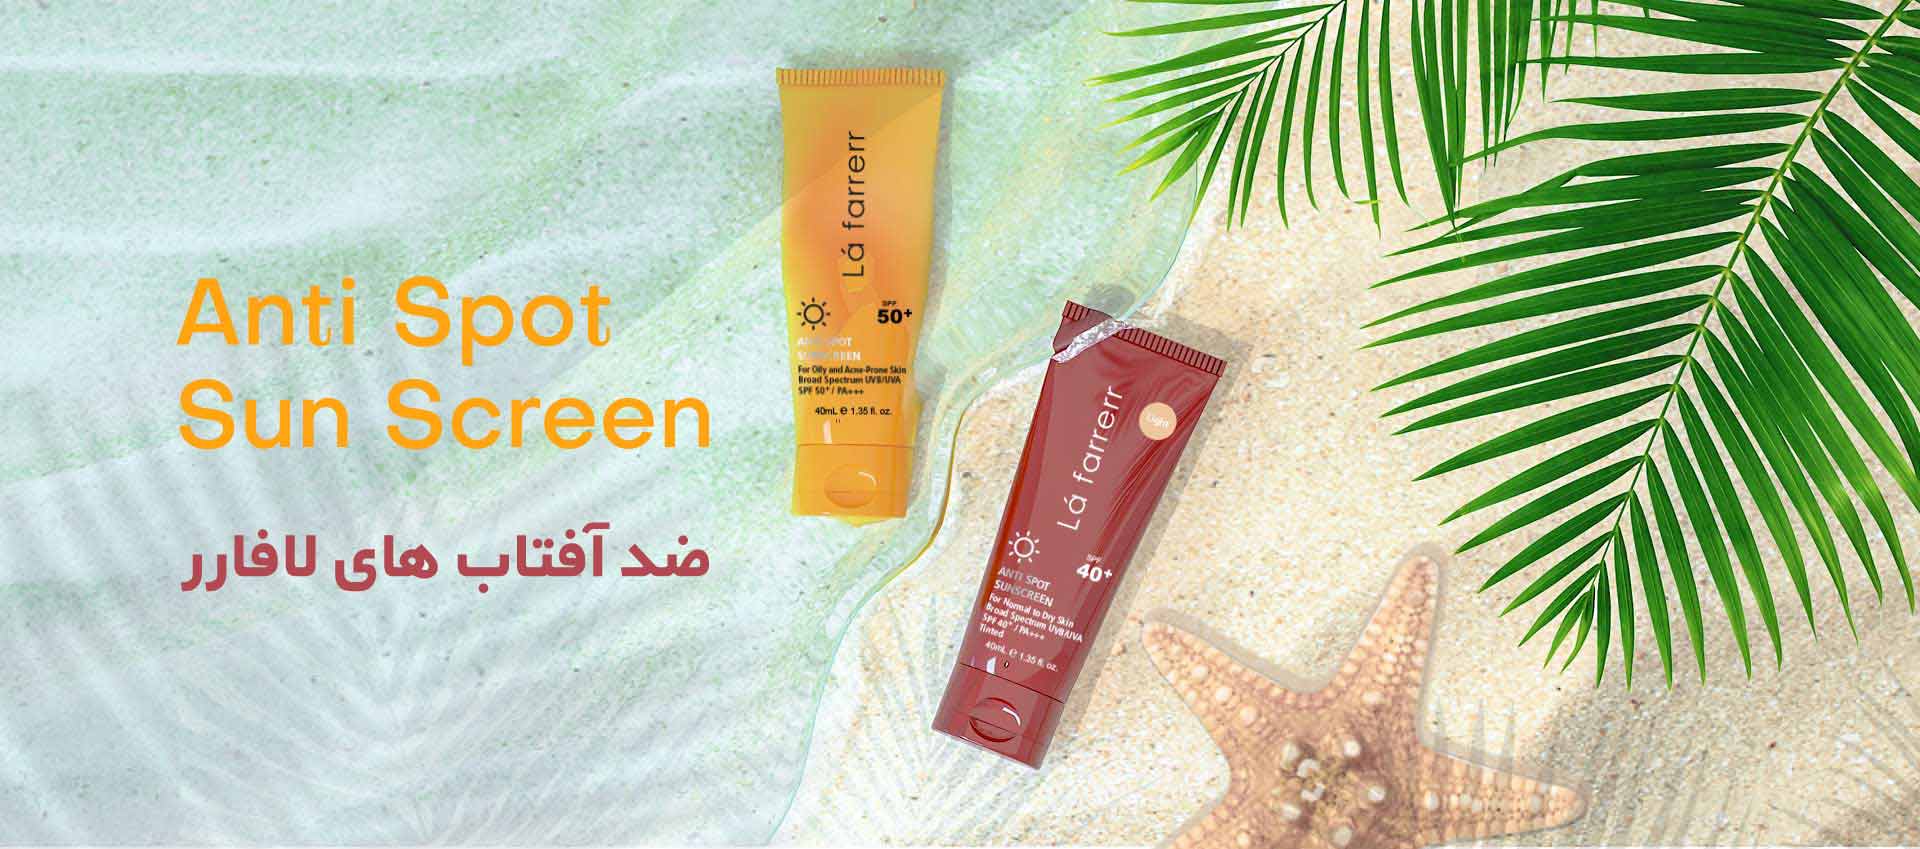 Anti Spot
Sun Screen
ضد آفتاب های لافارر
Lá farrerr
SPF
50+
ANTI SPOT
SUNSCREEN
For Oily and Acne-Prone Skin
Broad Spectrum UVB/UVA
SPF 50+ / PA+++
40mL ℮ 1,35 fl. oz.
Lá farrerr
Light
SPF
40+
ANTI SPOT
SUNSCREEN
For Normal to Dry Skin
Broad Spectrum UVB/UVA
SPF 40+ / PA+++
Tinted
40mL ℮ 1,35 fl. oz.